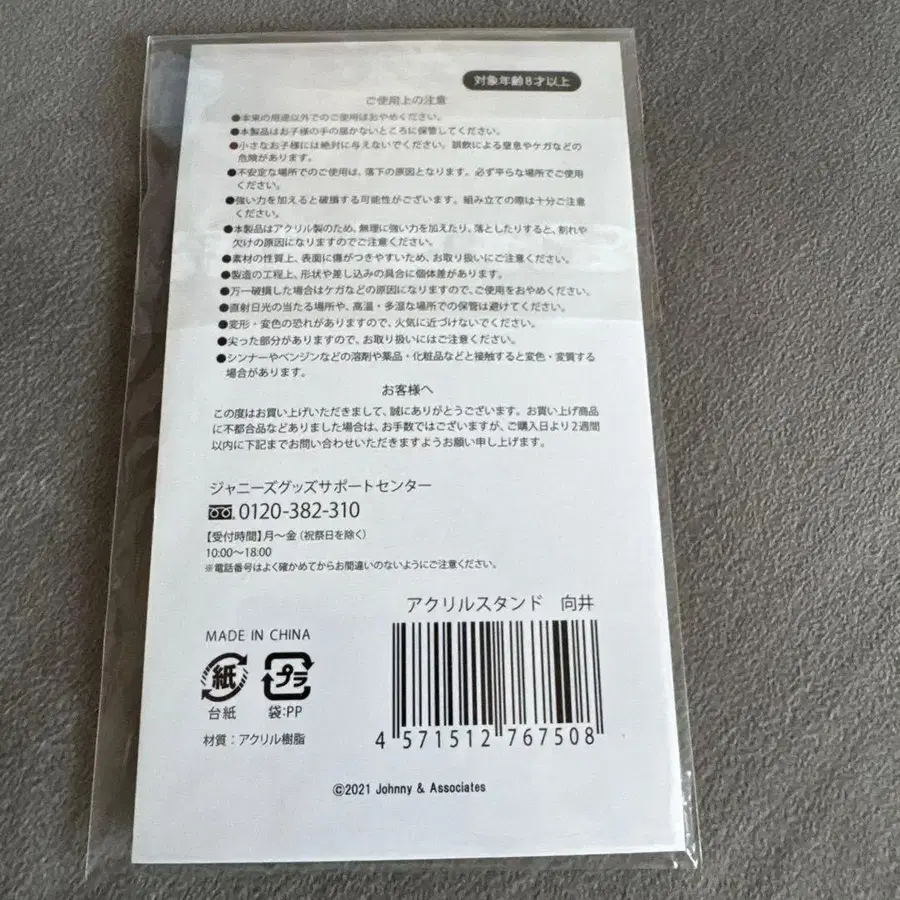 対象年齢8才以上
ご使用上の注意
●本来の用途以外でのご使用はおやめください。
●本製品はお子様の手の届かないところに保管してください。
●小さなお子様には絶対に与えないでください。誤飲による窒息やケガなどの
危険があります。
●不安定な場所でのご使用は、落下の原因となります。必ず平らな場所でご使用
ください。
●強い力を加えると破損する可能性がございます。組み立ての際は十分ご注意
ください。
●本製品はアクリル製のため、無理に強い力を加えたり、落としたりすると、割れや
欠けの原因になりますのでご注意ください。
●素材の性質上、表面に傷がつきやすいため、お取り扱いにご注意ください。
●製造の工程上、形状や差し込みの具合に個体差があります。
●万一破損した場合はケガなどの原因になりますので、ご使用をおやめください。
●直射日光の当たる場所や、高温・多湿な場所での保管は避けてください。
●変形・変色の恐れがありますので、火気に近づけないでください。
●尖った部分がありますので、お取り扱いにはご注意ください。
●シンナーやベンジンなどの溶剤や薬品・化粧品などと接触すると変色・変質する
場合があります。
お客様へ
この度はお買い上げいただきまして、誠にありがとうございます。お買い上げ商品
に不都合品などありました場合は、お手数ではございますが、ご購入日より2週間
以内に下記までお問い合わせいただきますようお願い申し上げます。
ジャニーズグッズサポートセンター
0120-382-310
【受付時間】月～金（祝祭日を除く）
10:00～18:00
※電話番号はよく確かめてからお間違いのないようにご注意ください。
アクリルスタンド 向井
MADE IN CHINA
紙 プラ
台紙 袋:PP
材質：アクリル樹脂
4 571512 767508
©2021 Johnny & Associates